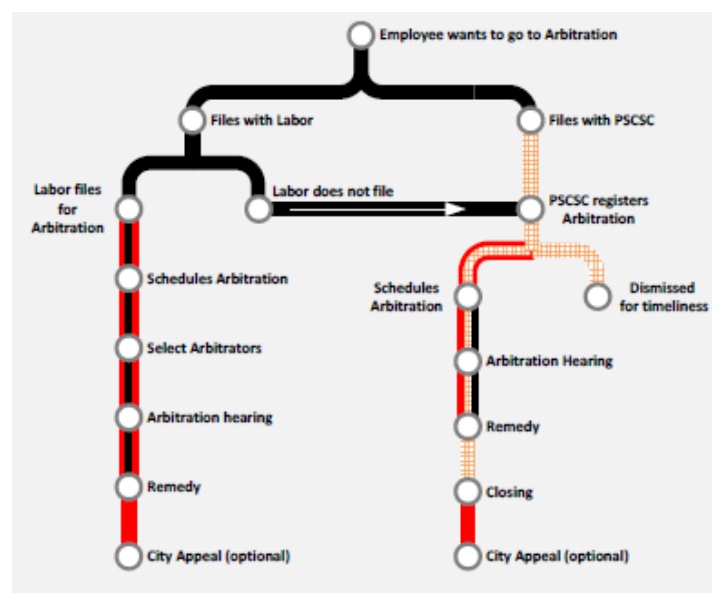 Employee wants to go to Arbitration
Files with Labor
Files with PSCSC
Labor files
for
Arbitration
Labor does not file
PSCSC registers
Arbitration
Schedules Arbitration
Select Arbitrators
Arbitration hearing
Remedy
City Appeal (optional)
Schedules
Arbitration
Dismissed
for timeliness
Arbitration Hearing
Remedy
Closing
City Appeal (optional)